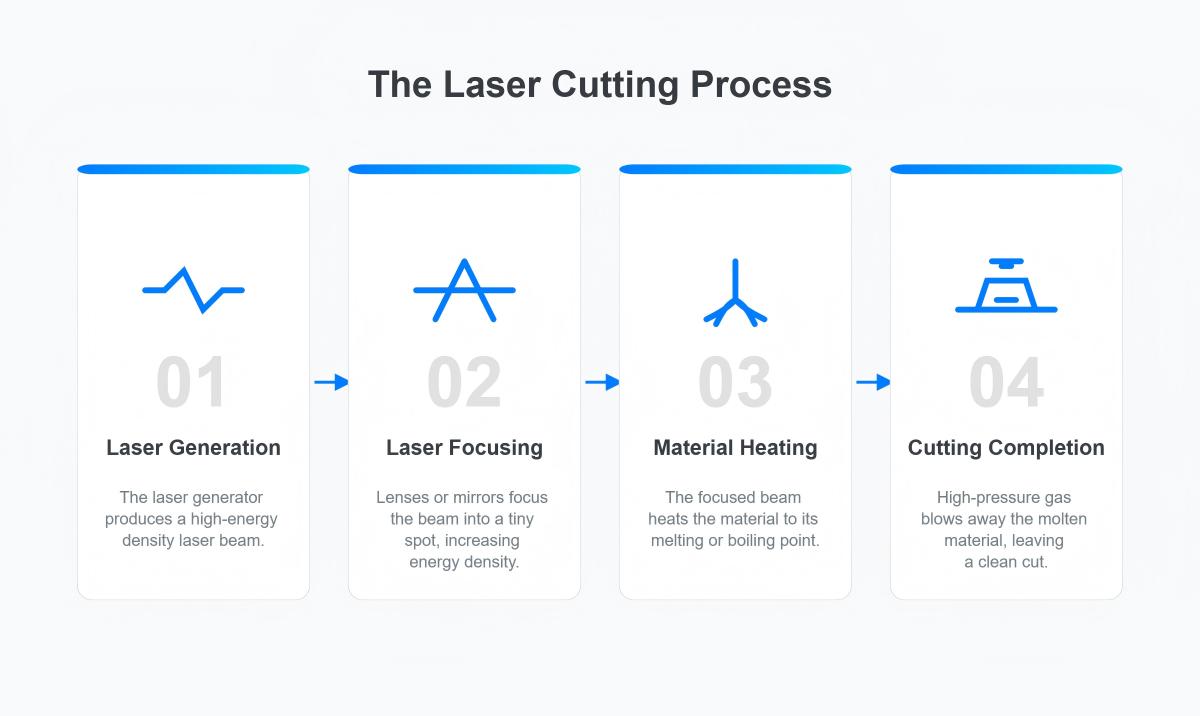 The Laser Cutting Process
01
Laser Generation
The laser generator
produces a high-energy
density laser beam.
02
Laser Focusing
Lenses or mirrors focus
the beam into a tiny
spot, increasing
energy density.
03
Material Heating
The focused beam
heats the material to its
melting or boiling point.
04
Cutting Completion
High-pressure gas
blows away the molten
material, leaving
a clean cut.